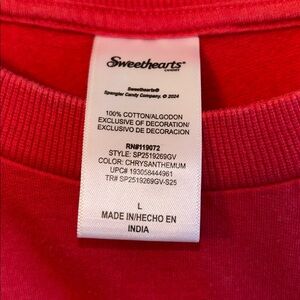 Sweethearts
CANDIES
Sweethearts®
Spangler Candy Company. © 2024
100% COTTON/ALGODON
EXCLUSIVE OF DECORATION/
EXCLUSIVO DE DECORACION
RN#119072
STYLE: SP2519269GV
COLOR: CHRYSANTHEMUM
UPC# 193058444961
TR# SP2519269GV-S25
L
MADE IN/HECHO EN
INDIA